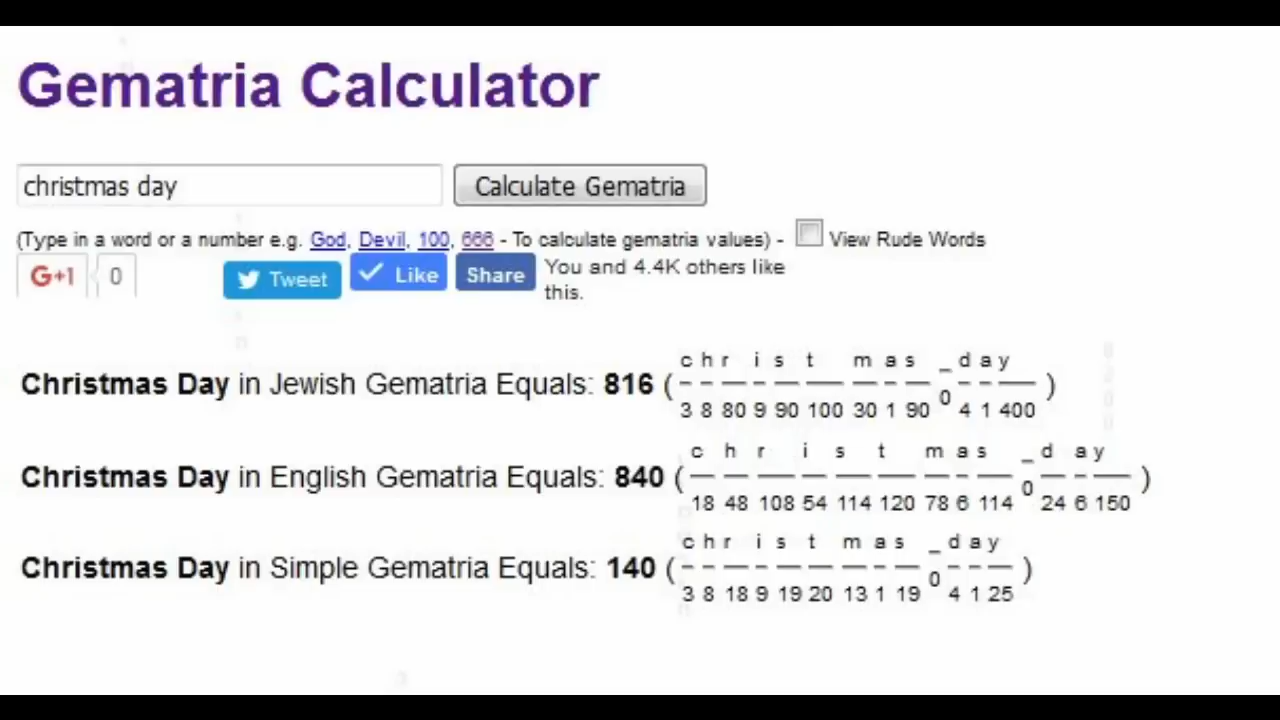 Gematria Calculator
christmas day Calculate Gematria
(Type in a word or a number e.g. God, Devil, 100, 666 - To calculate gematria values) - View Rude Words
G+1 0 Tweet Like Share You and 4.4K others like
this.
c h r i s t m a s _ d a y
Christmas Day in Jewish Gematria Equals: 816 ( )
3 8 80 9 90 100 30 1 90 0 4 1 400
c h r i s t m a s _ d a y
Christmas Day in English Gematria Equals: 840 ( )
18 48 108 54 114 120 78 6 114 0 24 6 150
c h r i s t m a s _ d a y
Christmas Day in Simple Gematria Equals: 140 ( )
3 8 18 9 19 20 13 1 19 0 4 1 25